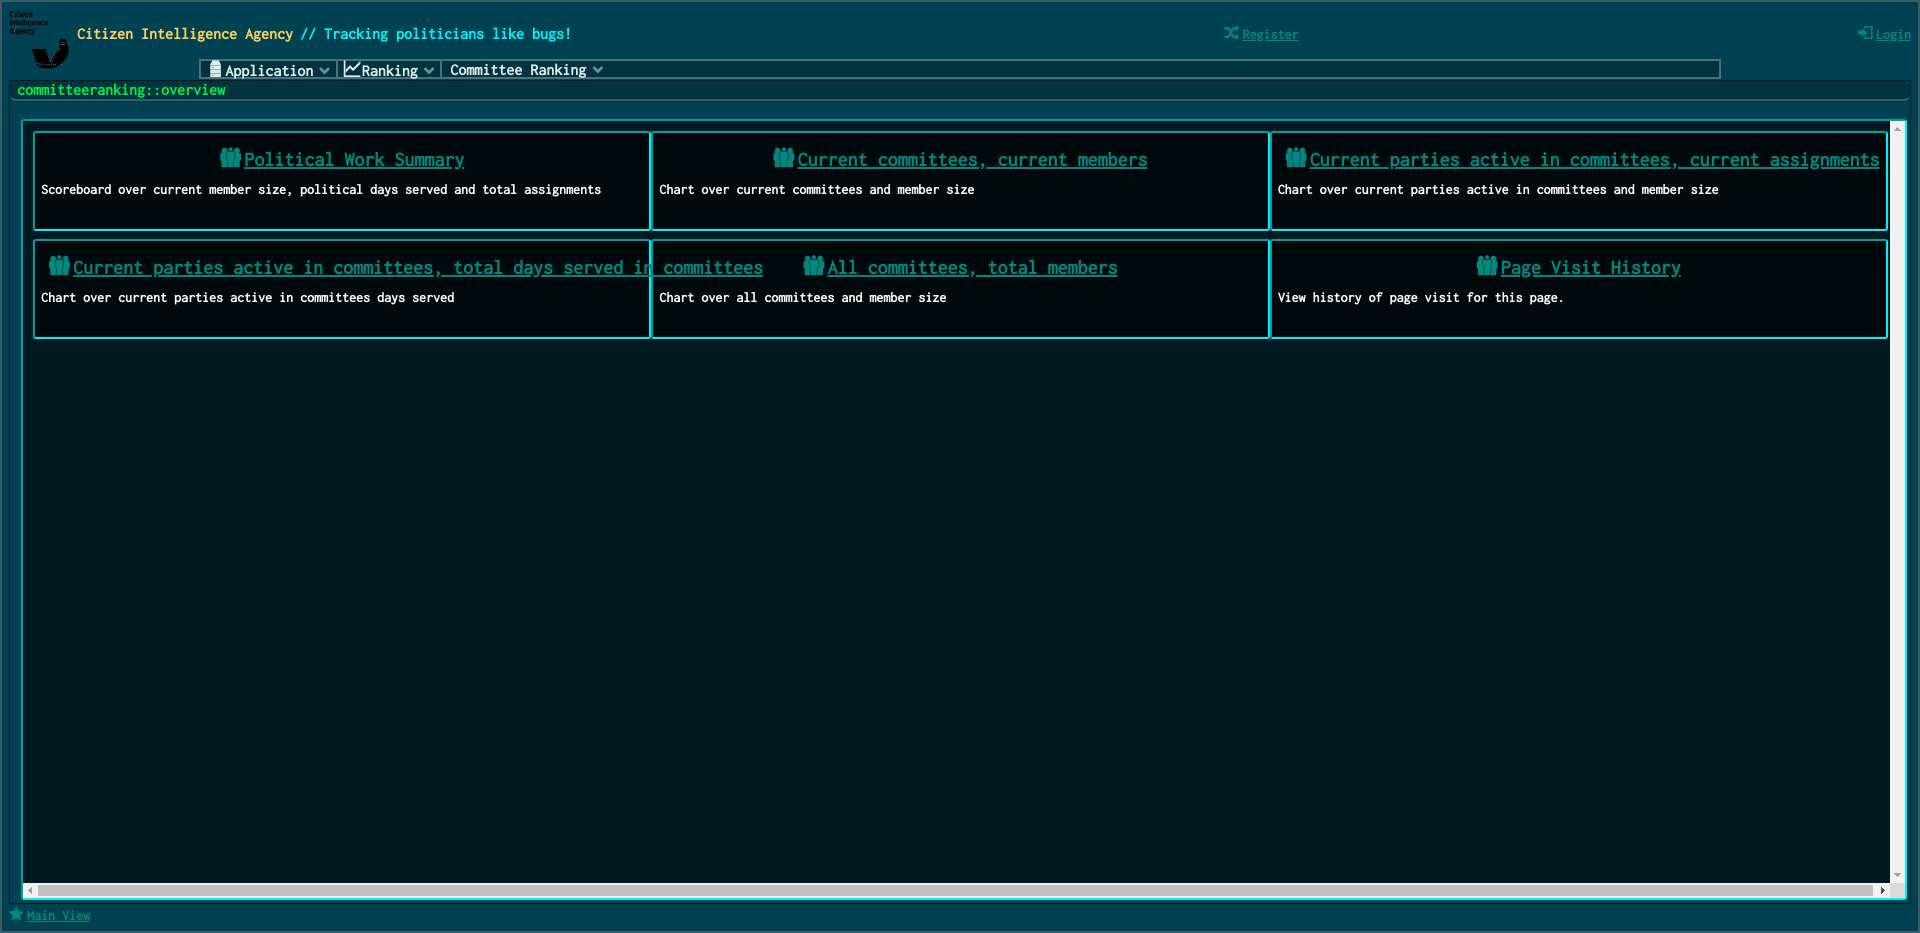 Citizen
Intelligence
Agency
Citizen Intelligence Agency // Tracking politicians like bugs!
Register
Login
Application
Ranking
Committee Ranking
committeeranking::overview
Political Work Summary
Scoreboard over current member size, political days served and total assignments
Current committees, current members
Chart over current committees and member size
Current parties active in committees, current assignments
Chart over current parties active in committees and member size
Current parties active in committees, total days served in committees
Chart over current parties active in committees days served
All committees, total members
Chart over all committees and member size
Page Visit History
View history of page visit for this page.
Main View